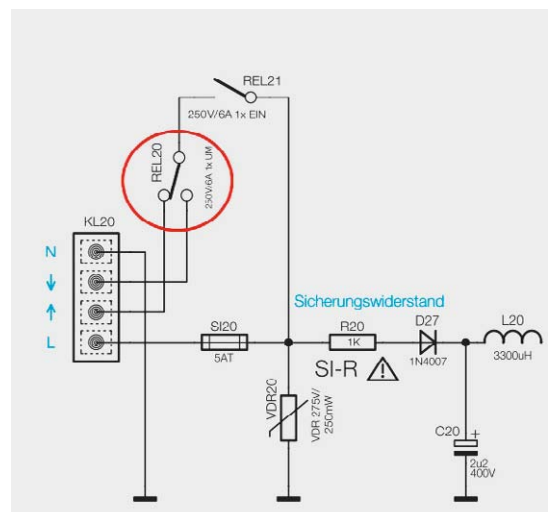 REL21
250V/6A 1x EIN
REL20
250V/6A 1x UM
KL20
N
↓
↑
L
SI20
5AT
Sicherungswiderstand
R20
1K
SI-R
D27
1N4007
L20
3300uH
VDR20
VDR 275V/
250mW
C20
+
2u2
400V